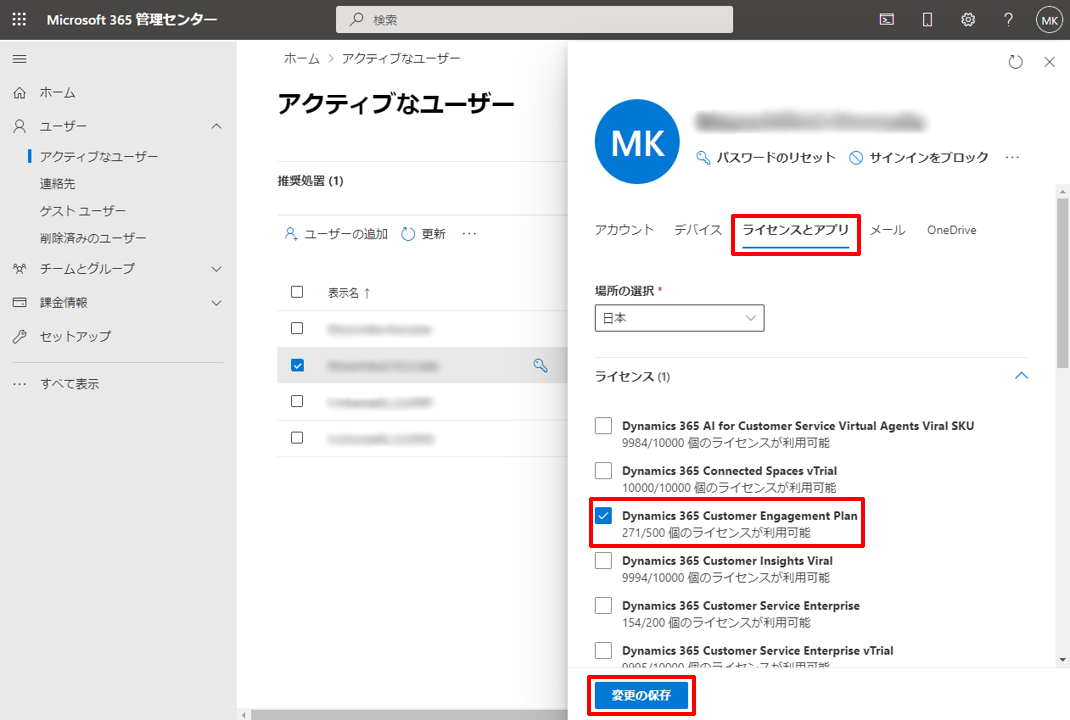 Microsoft 365 管理センター
検索
MK
ホーム
ユーザー
アクティブなユーザー
連絡先
ゲスト ユーザー
削除済みのユーザー
チームとグループ
課金情報
セットアップ
すべて表示
ホーム > アクティブなユーザー
アクティブなユーザー
推奨処置 (1)
ユーザーの追加 更新 ...
表示名 ↑
MK
パスワードのリセット サインインをブロック ...
アカウント デバイス ライセンスとアプリ メール OneDrive
場所の選択 *
日本
ライセンス (1)
Dynamics 365 AI for Customer Service Virtual Agents Viral SKU
9984/10000 個のライセンスが利用可能
Dynamics 365 Connected Spaces vTrial
10000/10000 個のライセンスが利用可能
Dynamics 365 Customer Engagement Plan
271/500 個のライセンスが利用可能
Dynamics 365 Customer Insights Viral
9994/10000 個のライセンスが利用可能
Dynamics 365 Customer Service Enterprise
154/200 個のライセンスが利用可能
Dynamics 365 Customer Service Enterprise vTrial
9995/10000 個のライセンスが利用可能
変更の保存